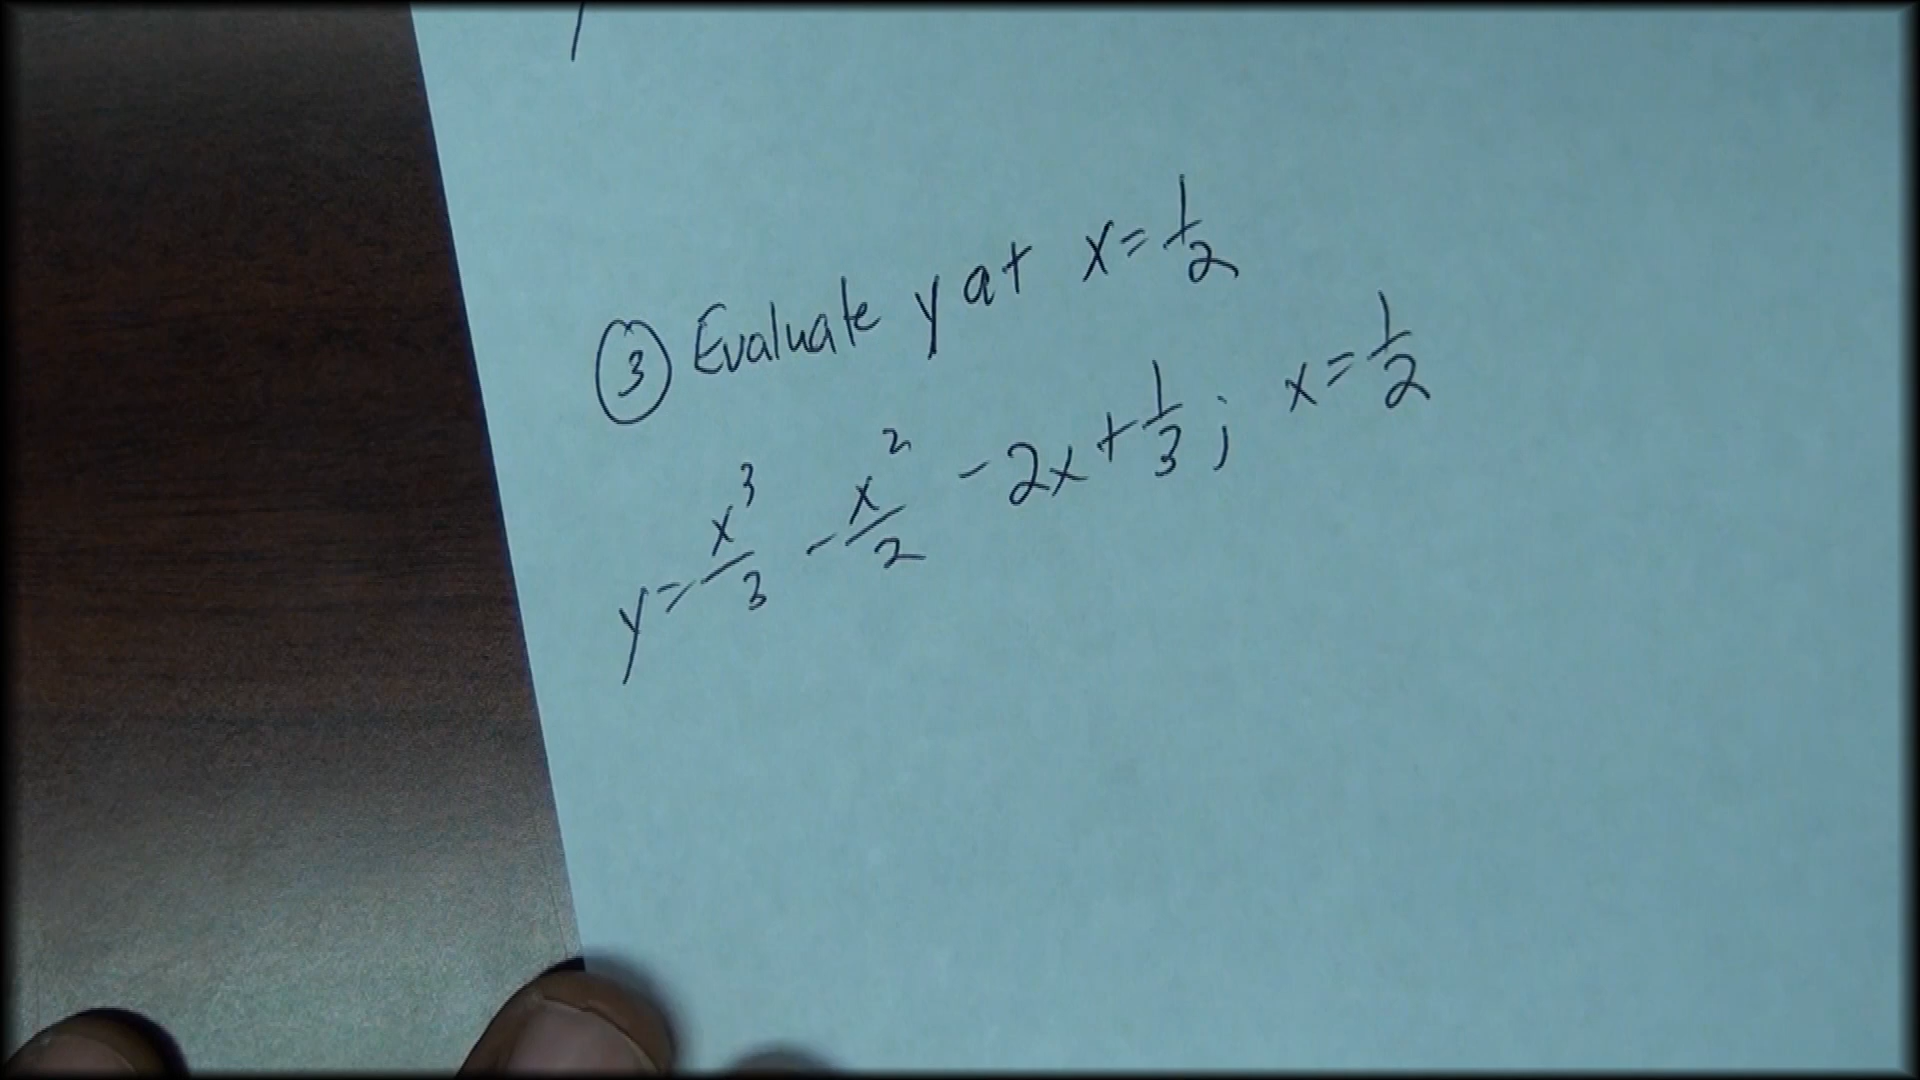 ③ Evaluate y at x = 1/2
y = x³/3 - x²/2 - 2x + 1/3 ; x = 1/2